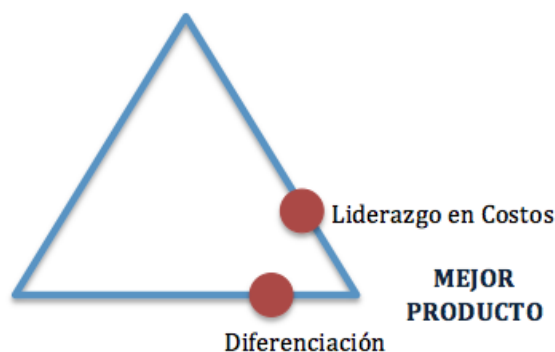 Liderazgo en Costos
MEJOR
PRODUCTO
Diferenciación